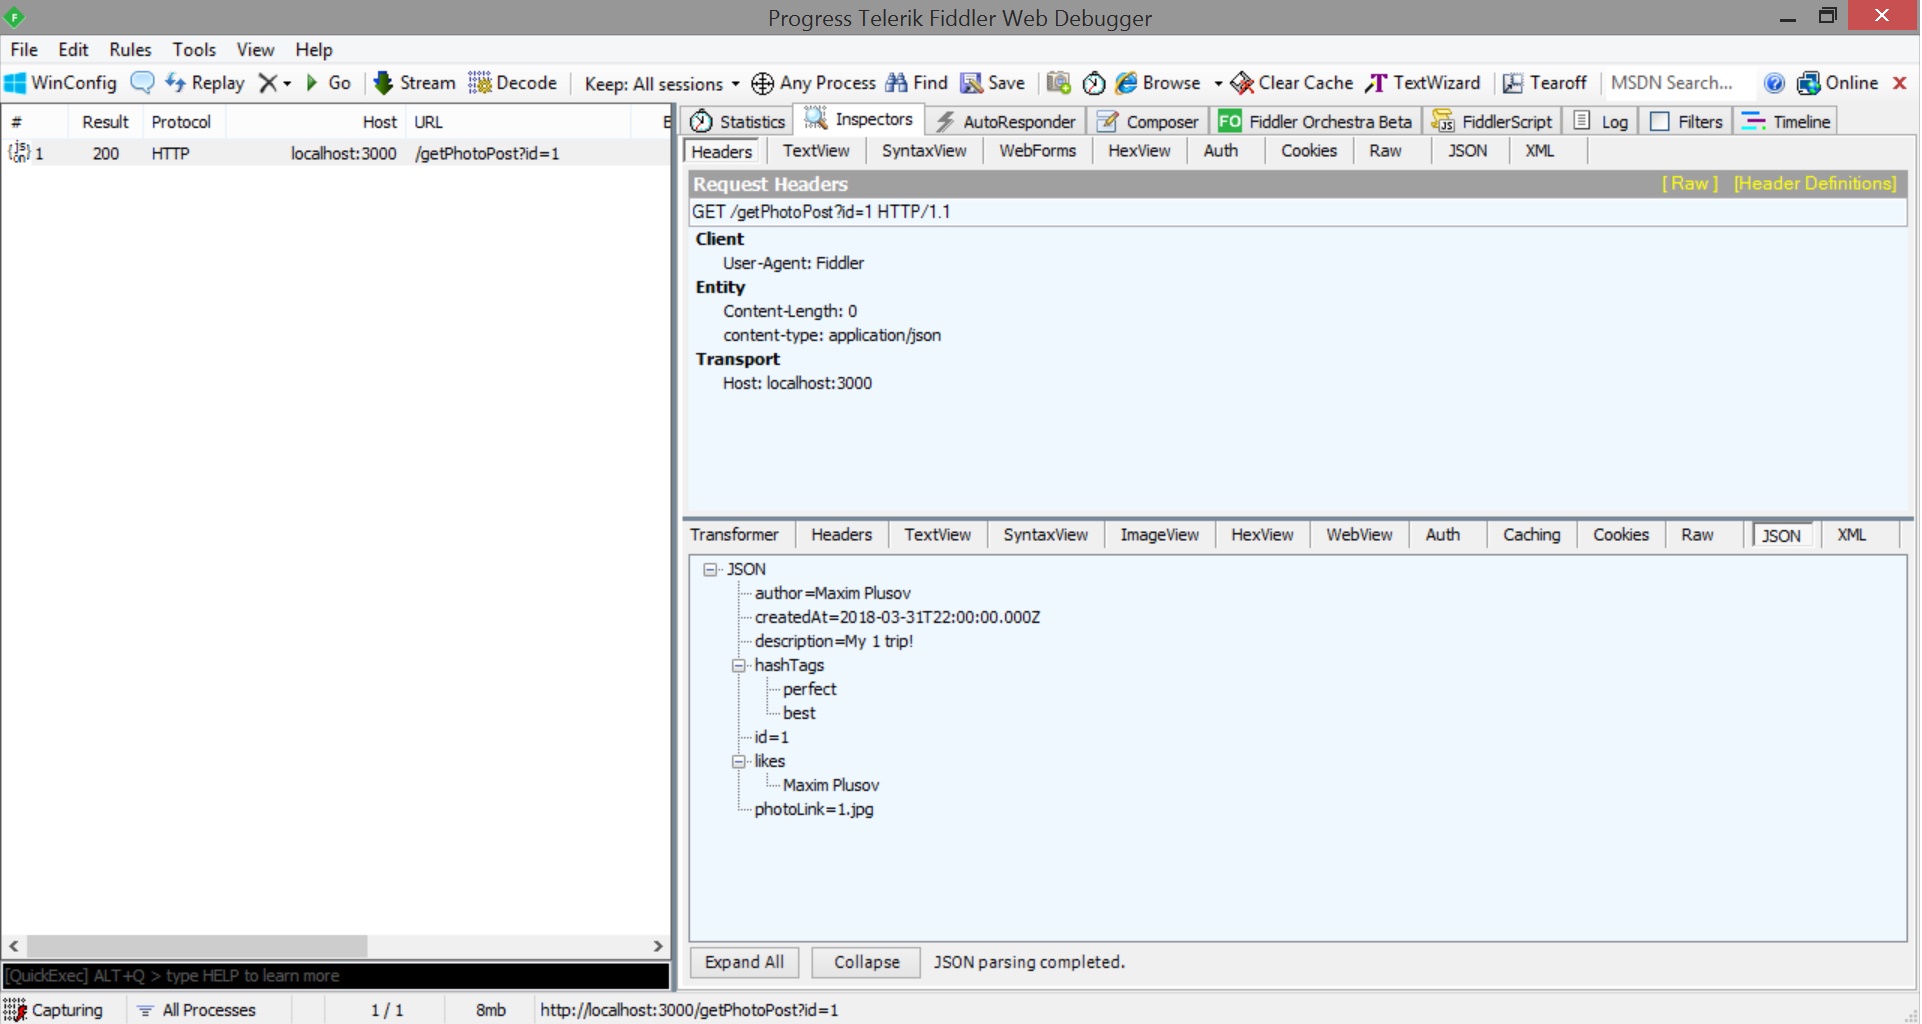 Progress Telerik Fiddler Web Debugger
File Edit Rules Tools View Help
WinConfig Replay Go Stream Decode Keep: All sessions Any Process Find Save Browse Clear Cache TextWizard Tearoff MSDN Search... Online
# Result Protocol Host URL
{js on} 1 200 HTTP localhost:3000 /getPhotoPost?id=1
Statistics Inspectors AutoResponder Composer FO Fiddler Orchestra Beta FiddlerScript Log Filters Timeline
Headers TextView SyntaxView WebForms HexView Auth Cookies Raw JSON XML
Request Headers [ Raw ] [Header Definitions]
GET /getPhotoPost?id=1 HTTP/1.1
Client
User-Agent: Fiddler
Entity
Content-Length: 0
content-type: application/json
Transport
Host: localhost:3000
Transformer Headers TextView SyntaxView ImageView HexView WebView Auth Caching Cookies Raw JSON XML
JSON
author=Maxim Plusov
createdAt=2018-03-31T22:00:00.000Z
description=My 1 trip!
hashTags
perfect
best
id=1
likes
Maxim Plusov
photoLink=1.jpg
Expand All Collapse JSON parsing completed.
[QuickExec] ALT+Q > type HELP to learn more
Capturing All Processes 1 / 1 8mb http://localhost:3000/getPhotoPost?id=1